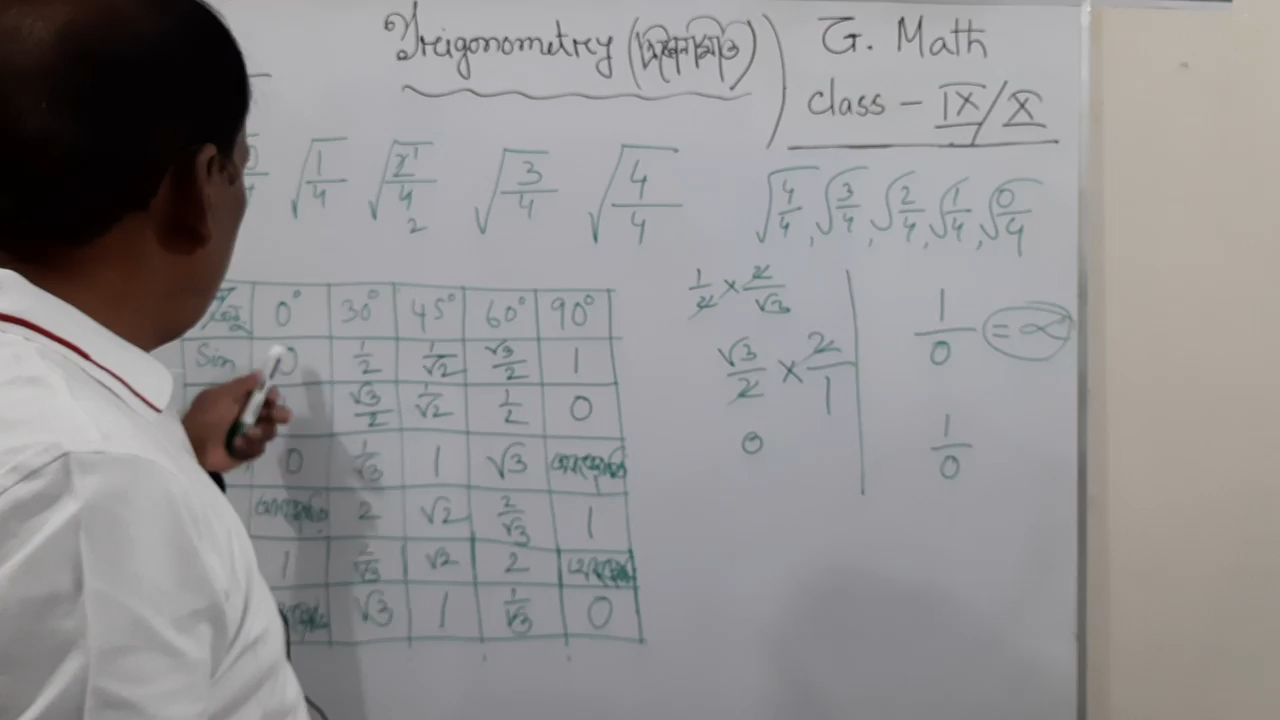 Trigonometry (ত্রিকোণমিতি)
G. Math
class - IX/X
√1/4 √2/4 1 2 √3/4 √4/4
√4/4, √3/4, √2/4, √1/4, √0/4
0° 30° 45° 60° 90°
Sin 0 1/2 1/√2 √3/2 1
√3/2 1/√2 1/2 0
0 1/√3 1 √3
2 √2 2/√3 1
1 2/√3 √2 2
√3 1 1/√3 0
1/2 × 2/√3
√3/2 × 2/1
0
1/0 = ∝
1/0